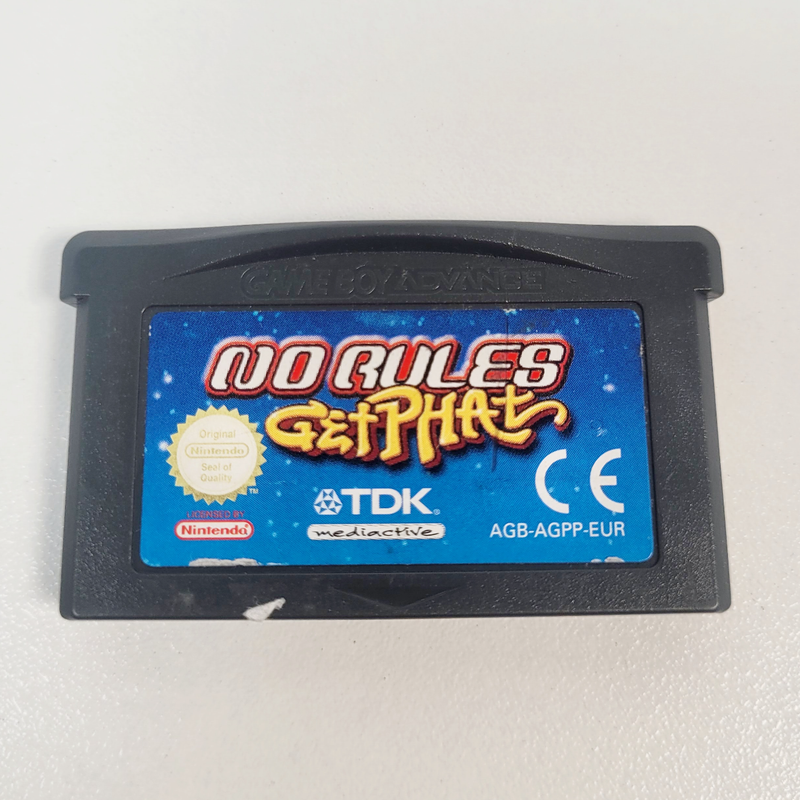 GAME BOY ADVANCE
NO RULES
GET PHAT
Original
Nintendo
Seal of
Quality
TM
LICENSED BY
Nintendo®
TDK®
mediactive
CE
AGB-AGPP-EUR